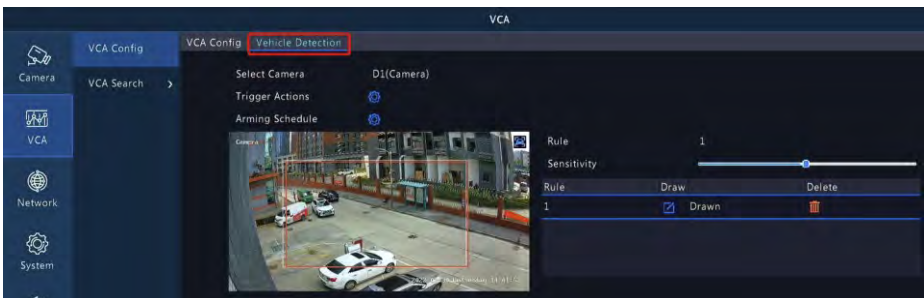 VCA
VCA Config
VCA Search >
Camera
VCA
Network
System
VCA Config Vehicle Detection
Select Camera D1(Camera)
Trigger Actions
Arming Schedule
Camera
Rule 1
Sensitivity
Rule Draw Delete
1 Drawn